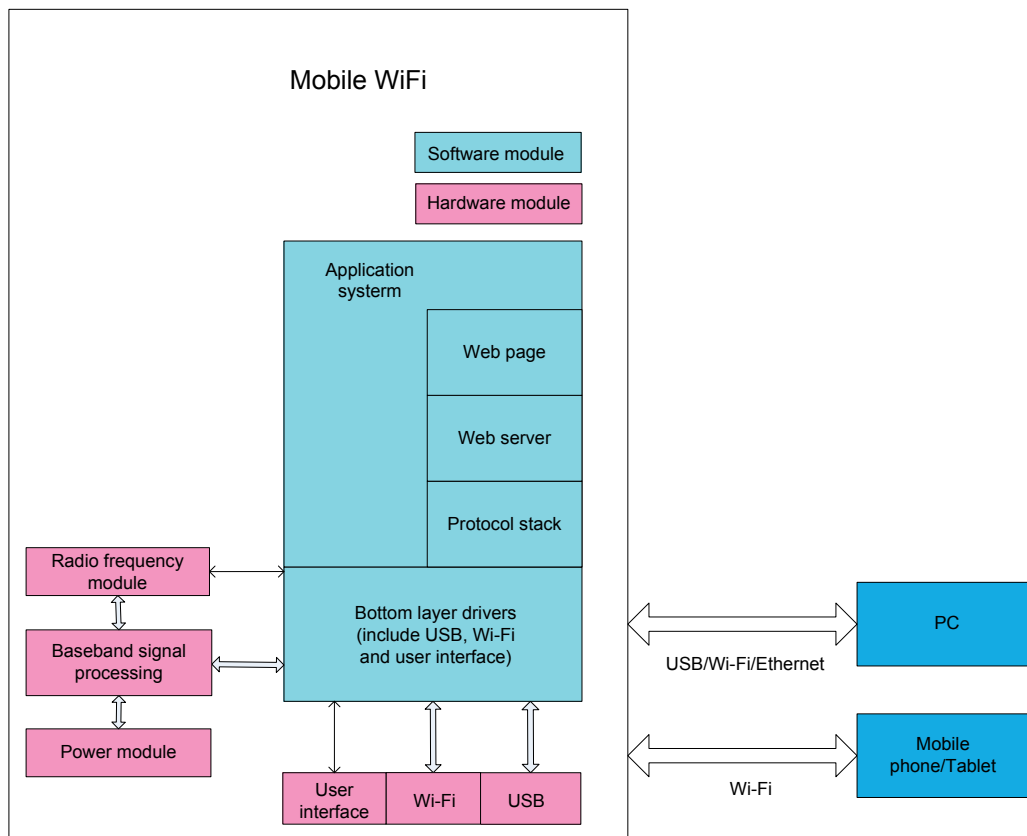 Mobile WiFi
Software module
Hardware module
Application
systerm
Web page
Web server
Protocol stack
Radio frequency
module
Bottom layer drivers
(include USB, Wi-Fi
and user interface)
Baseband signal
processing
Power module
User
interface
Wi-Fi
USB
PC
USB/Wi-Fi/Ethernet
Mobile
phone/Tablet
Wi-Fi